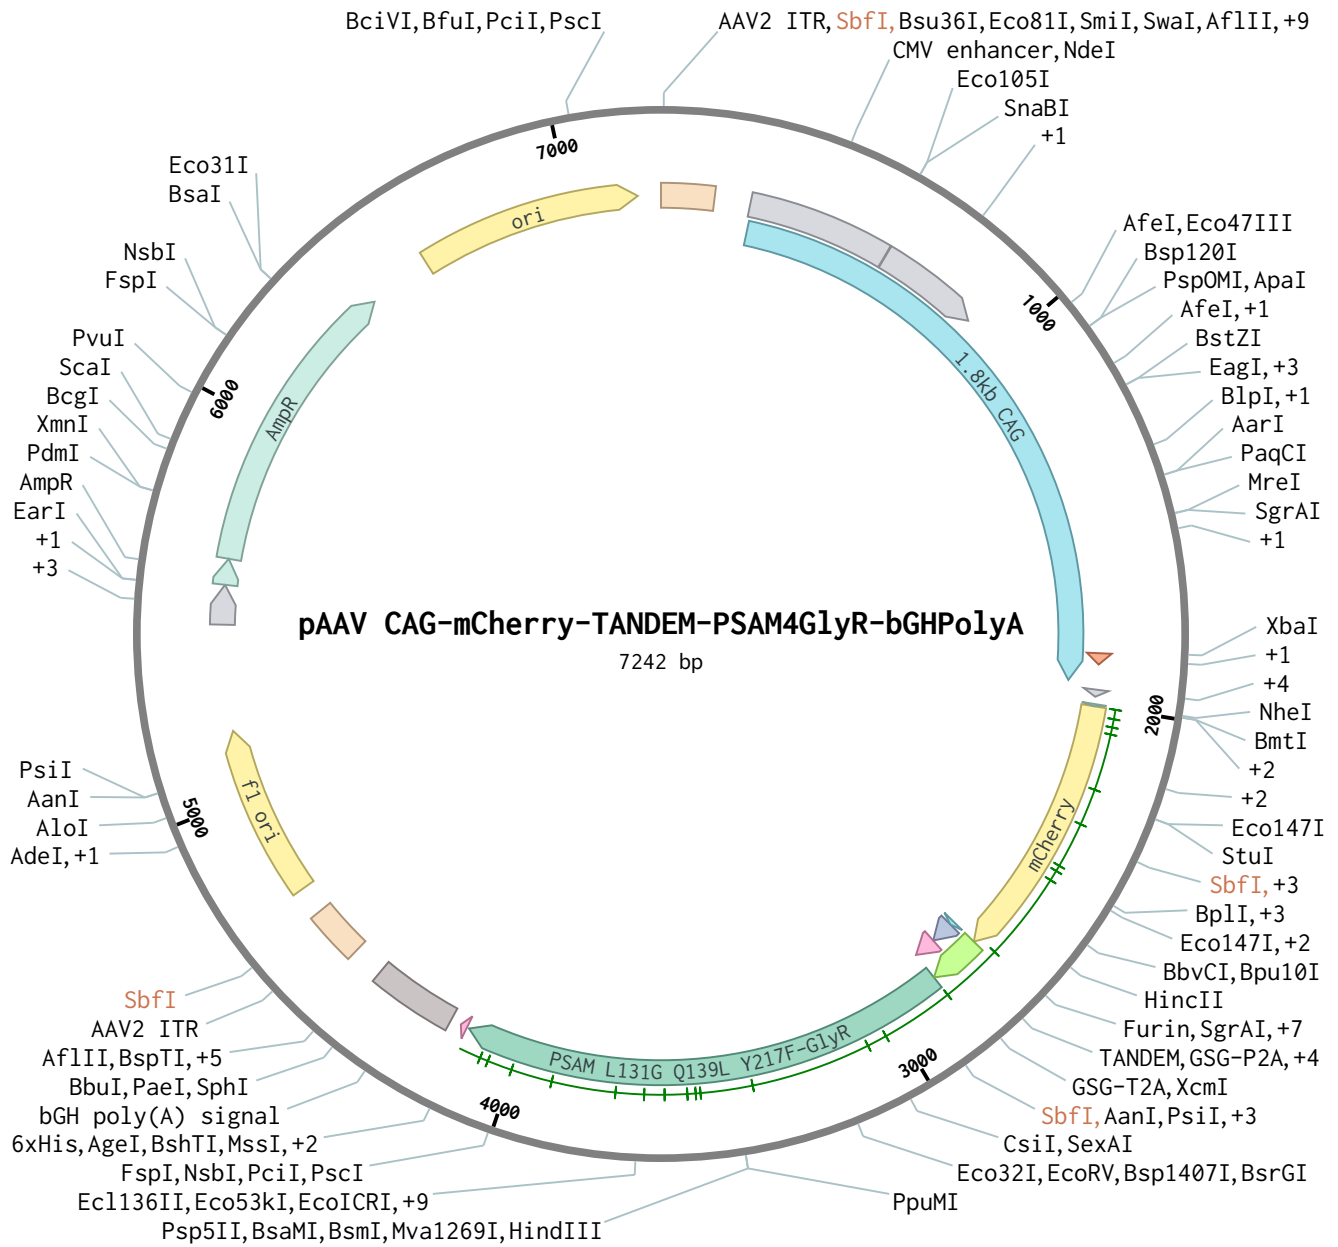 BciVI,BfuI,PciI,PscI
AAV2 ITR, SbfI,Bsu36I,Eco81I,SmiI,SwaI,AflII,+9
CMV enhancer,NdeI
Eco105I
SnaBI
+1
7000
Eco31I
BsaI
ori
NsbI
FspI
AfeI,Eco47III
Bsp120I
PspOMI,ApaI
1000
AfeI,+1
BstZI
EagI,+3
BlpI,+1
AarI
PaqCI
MreI
SgrAI
+1
PvuI
ScaI
BcgI
XmnI
PdmI
AmpR
EarI
+1
+3
6000
AmpR
1.8kb CAG
pAAV CAG-mCherry-TANDEM-PSAM4GlyR-bGHPolyA
7242 bp
XbaI
+1
+4
NheI
BmtI
+2
+2
2000
Eco147I
StuI
SbfI,+3
BplI,+3
Eco147I,+2
BbvCI,Bpu10I
HincII
Furin,SgrAI,+7
TANDEM,GSG-P2A,+4
GSG-T2A,XcmI
SbfI,AanI,PsiI,+3
CsiI,SexAI
Eco32I,EcoRV,Bsp1407I,BsrGI
PpuMI
mCherry
PSAM L131G Q139L Y217F-GlyR
3000
4000
5000
f1 ori
PsiI
AanI
AloI
AdeI,+1
SbfI
AAV2 ITR
AflII,BspTI,+5
BbuI,PaeI,SphI
bGH poly(A) signal
6xHis,AgeI,BshTI,MssI,+2
FspI,NsbI,PciI,PscI
Ecl136II,Eco53kI,EcoICRI,+9
Psp5II,BsaMI,BsmI,Mva1269I,HindIII